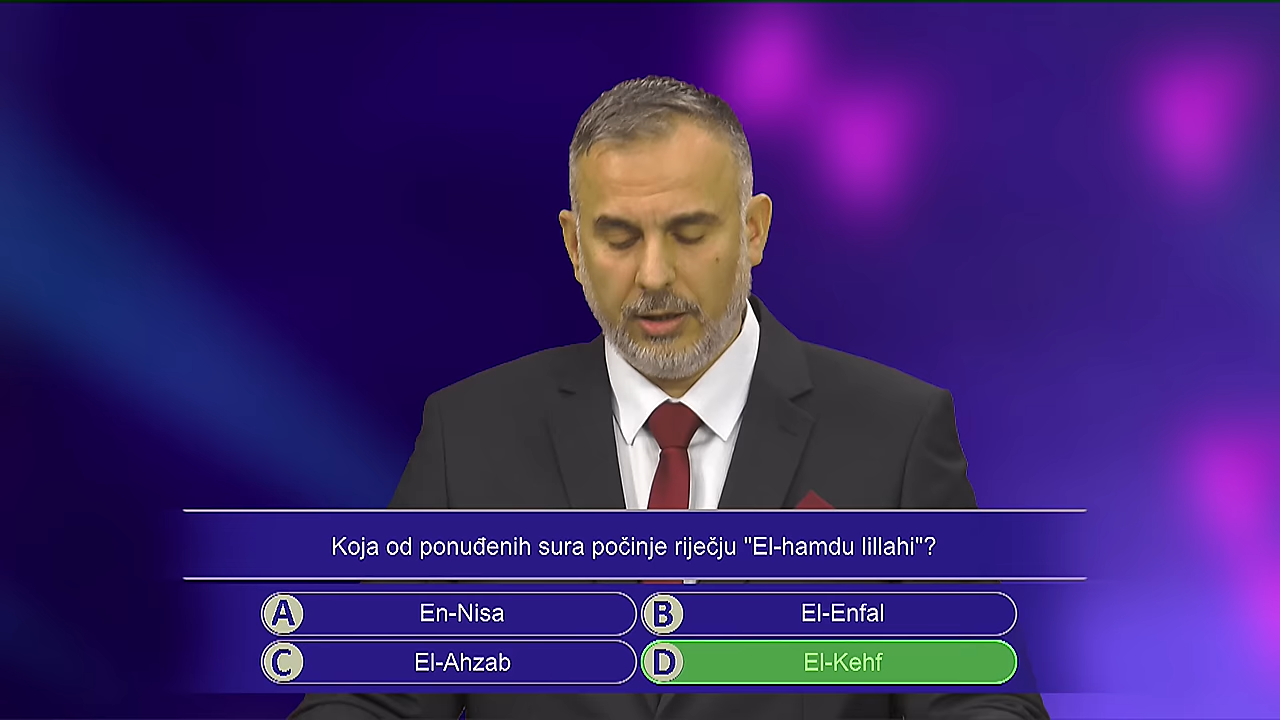 Koja od ponuđenih sura počinje riječju "El-hamdu lillahi"?
A En-Nisa
B El-Enfal
C El-Ahzab
D El-Kehf